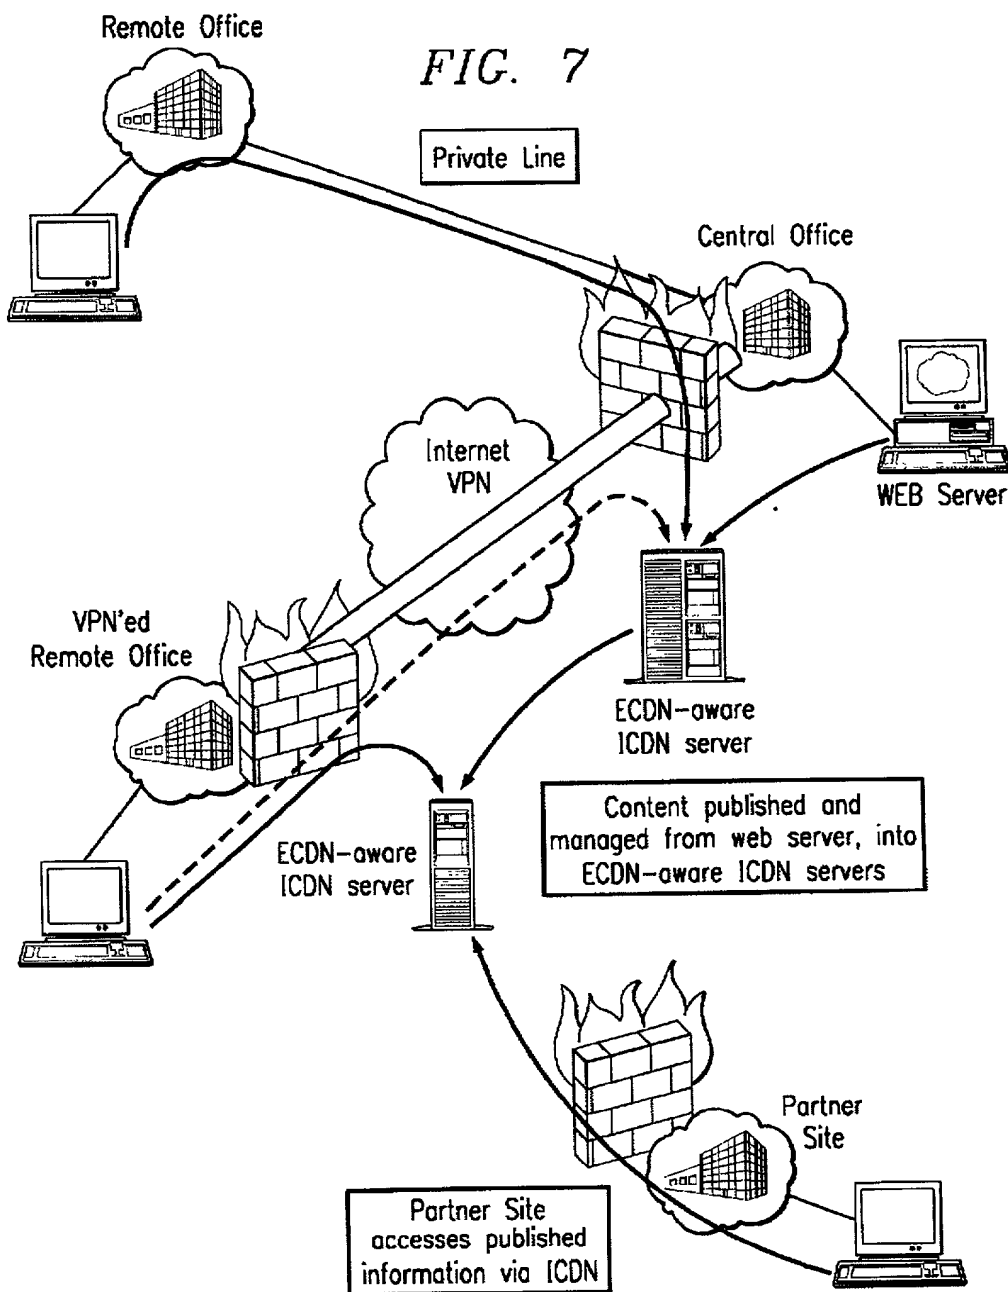 Remote Office
FIG. 7
Private Line
Central Office
Internet
VPN
WEB Server
VPN'ed
Remote Office
ECDN-aware
ICDN server
ECDN-aware
ICDN server
Content published and
managed from web server, into
ECDN-aware ICDN servers
Partner
Site
Partner Site
accesses published
information via ICDN